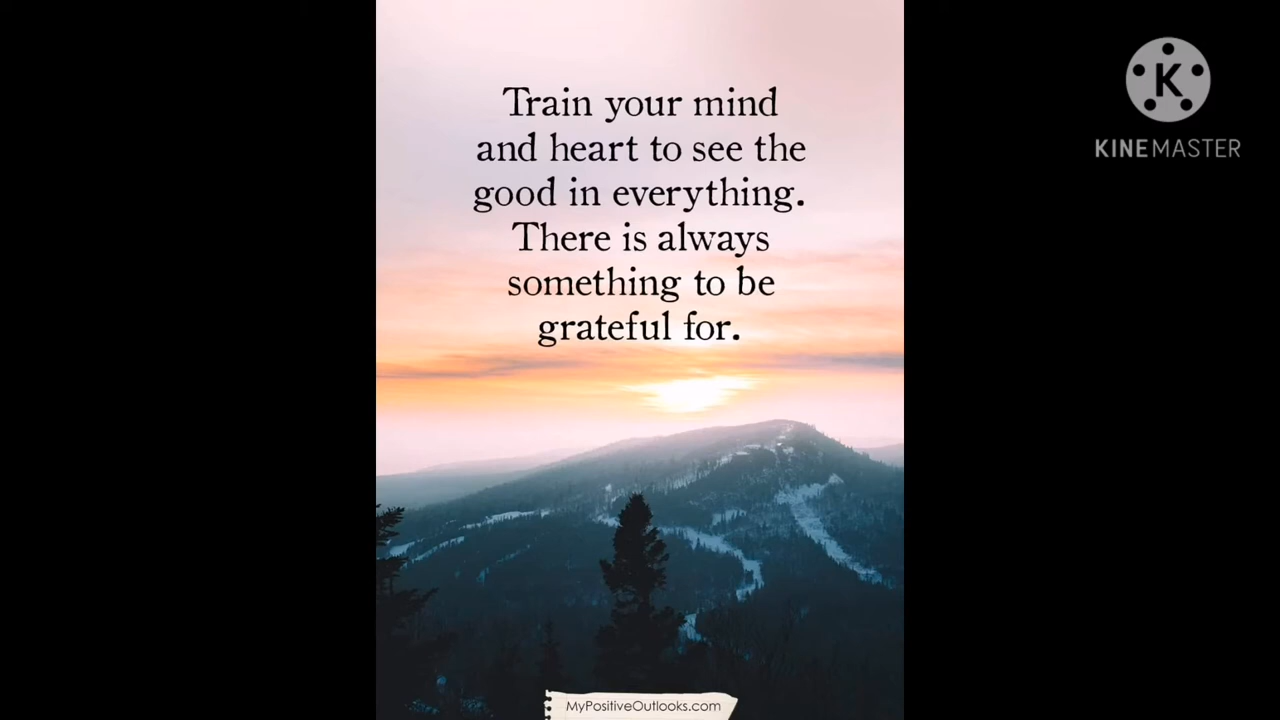 Train your mind
and heart to see the
good in everything.
There is always
something to be
grateful for.
MyPositiveOutlooks.com
K
KINEMASTER